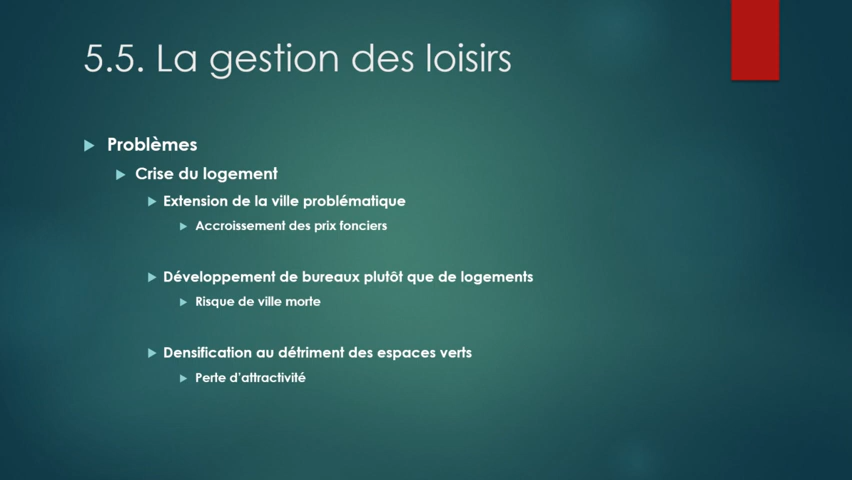 5.5. La gestion des loisirs
Problèmes
Crise du logement
Extension de la ville problématique
Accroissement des prix fonciers
Développement de bureaux plutôt que de logements
Risque de ville morte
Densification au détriment des espaces verts
Perte d'attractivité